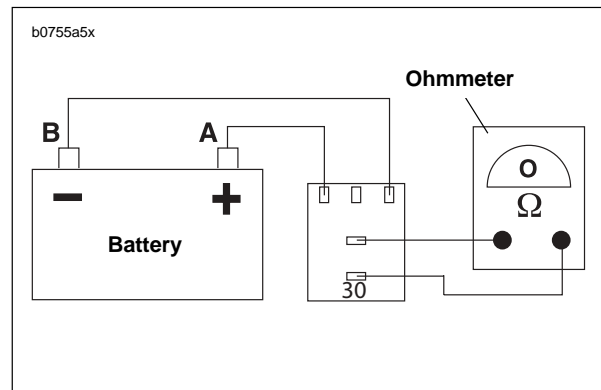 b0755a5x
Ohmmeter
B
A
O
Ω
− +
Battery
30